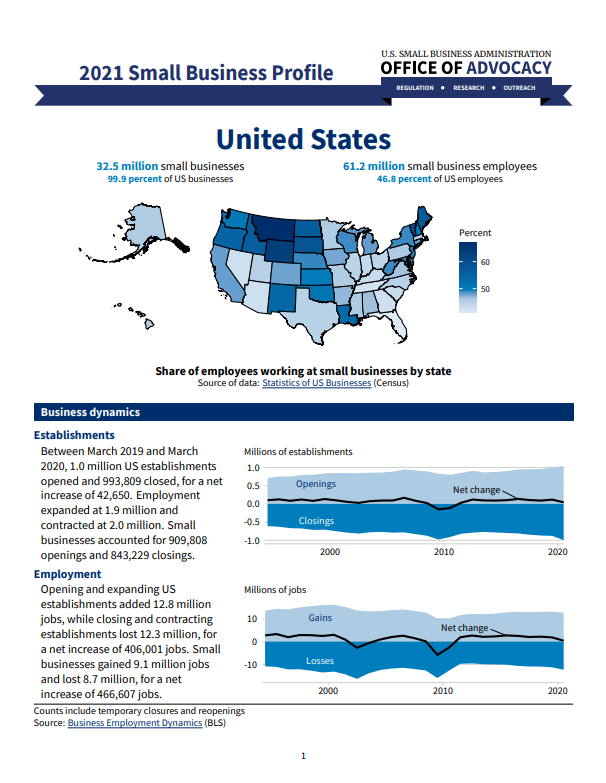 2021 Small Business Profile
U.S. SMALL BUSINESS ADMINISTRATION
OFFICE OF ADVOCACY
REGULATION • RESEARCH • OUTREACH
United States
32.5 million small businesses
99.9 percent of US businesses
61.2 million small business employees
46.8 percent of US employees
Percent
60
50
Share of employees working at small businesses by state
Source of data: Statistics of US Businesses (Census)
Business dynamics
Establishments
Between March 2019 and March
2020, 1.0 million US establishments
opened and 993,809 closed, for a net
increase of 42,650. Employment
expanded at 1.9 million and
contracted at 2.0 million. Small
businesses accounted for 909,808
openings and 843,229 closings.
Millions of establishments
1.0
0.5
0.0
-0.5
-1.0
Openings
Net change
Closings
2000
2010
2020
Employment
Opening and expanding US
establishments added 12.8 million
jobs, while closing and contracting
establishments lost 12.3 million, for
a net increase of 406,001 jobs. Small
businesses gained 9.1 million jobs
and lost 8.7 million, for a net
increase of 466,607 jobs.
Millions of jobs
10
0
-10
Gains
Net change
Losses
2000
2010
2020
Counts include temporary closures and reopenings
Source: Business Employment Dynamics (BLS)
1